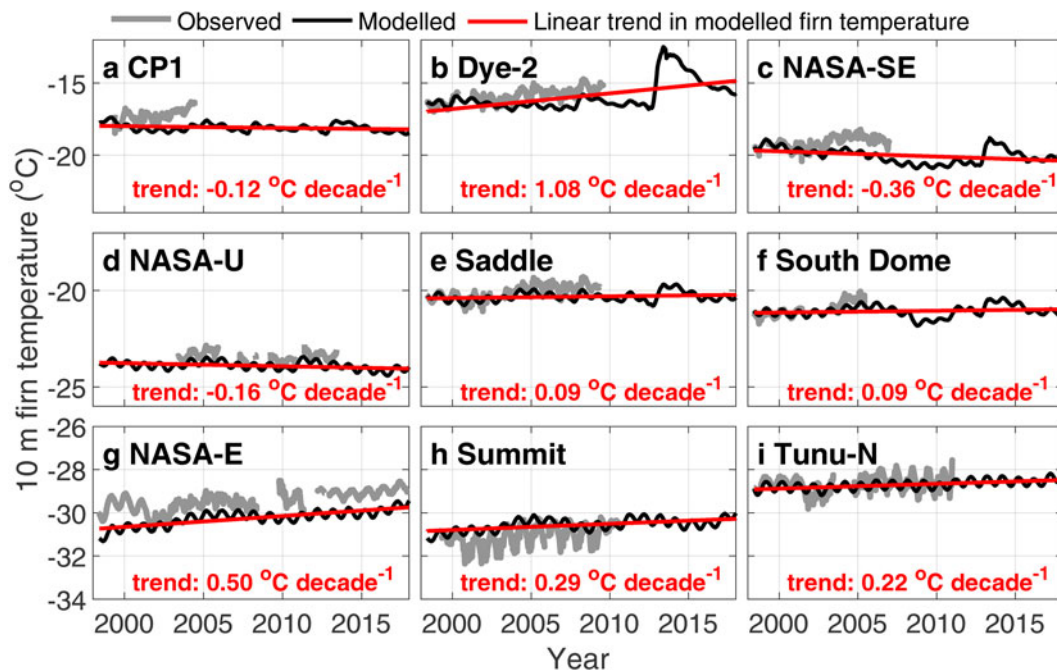 Observed Modelled Linear trend in modelled firn temperature
10 m firn temperature (°C)
a CP1
b Dye-2
c NASA-SE
-15
-20
trend: -0.12 °C decade⁻¹
trend: 1.08 °C decade⁻¹
trend: -0.36 °C decade⁻¹
d NASA-U
e Saddle
f South Dome
-20
-25
trend: -0.16 °C decade⁻¹
trend: 0.09 °C decade⁻¹
trend: 0.09 °C decade⁻¹
-26
g NASA-E
h Summit
i Tunu-N
-28
-30
-32
-34
trend: 0.50 °C decade⁻¹
trend: 0.29 °C decade⁻¹
trend: 0.22 °C decade⁻¹
2000 2005 2010 2015 2000 2005 2010 2015 2000 2005 2010 2015
Year